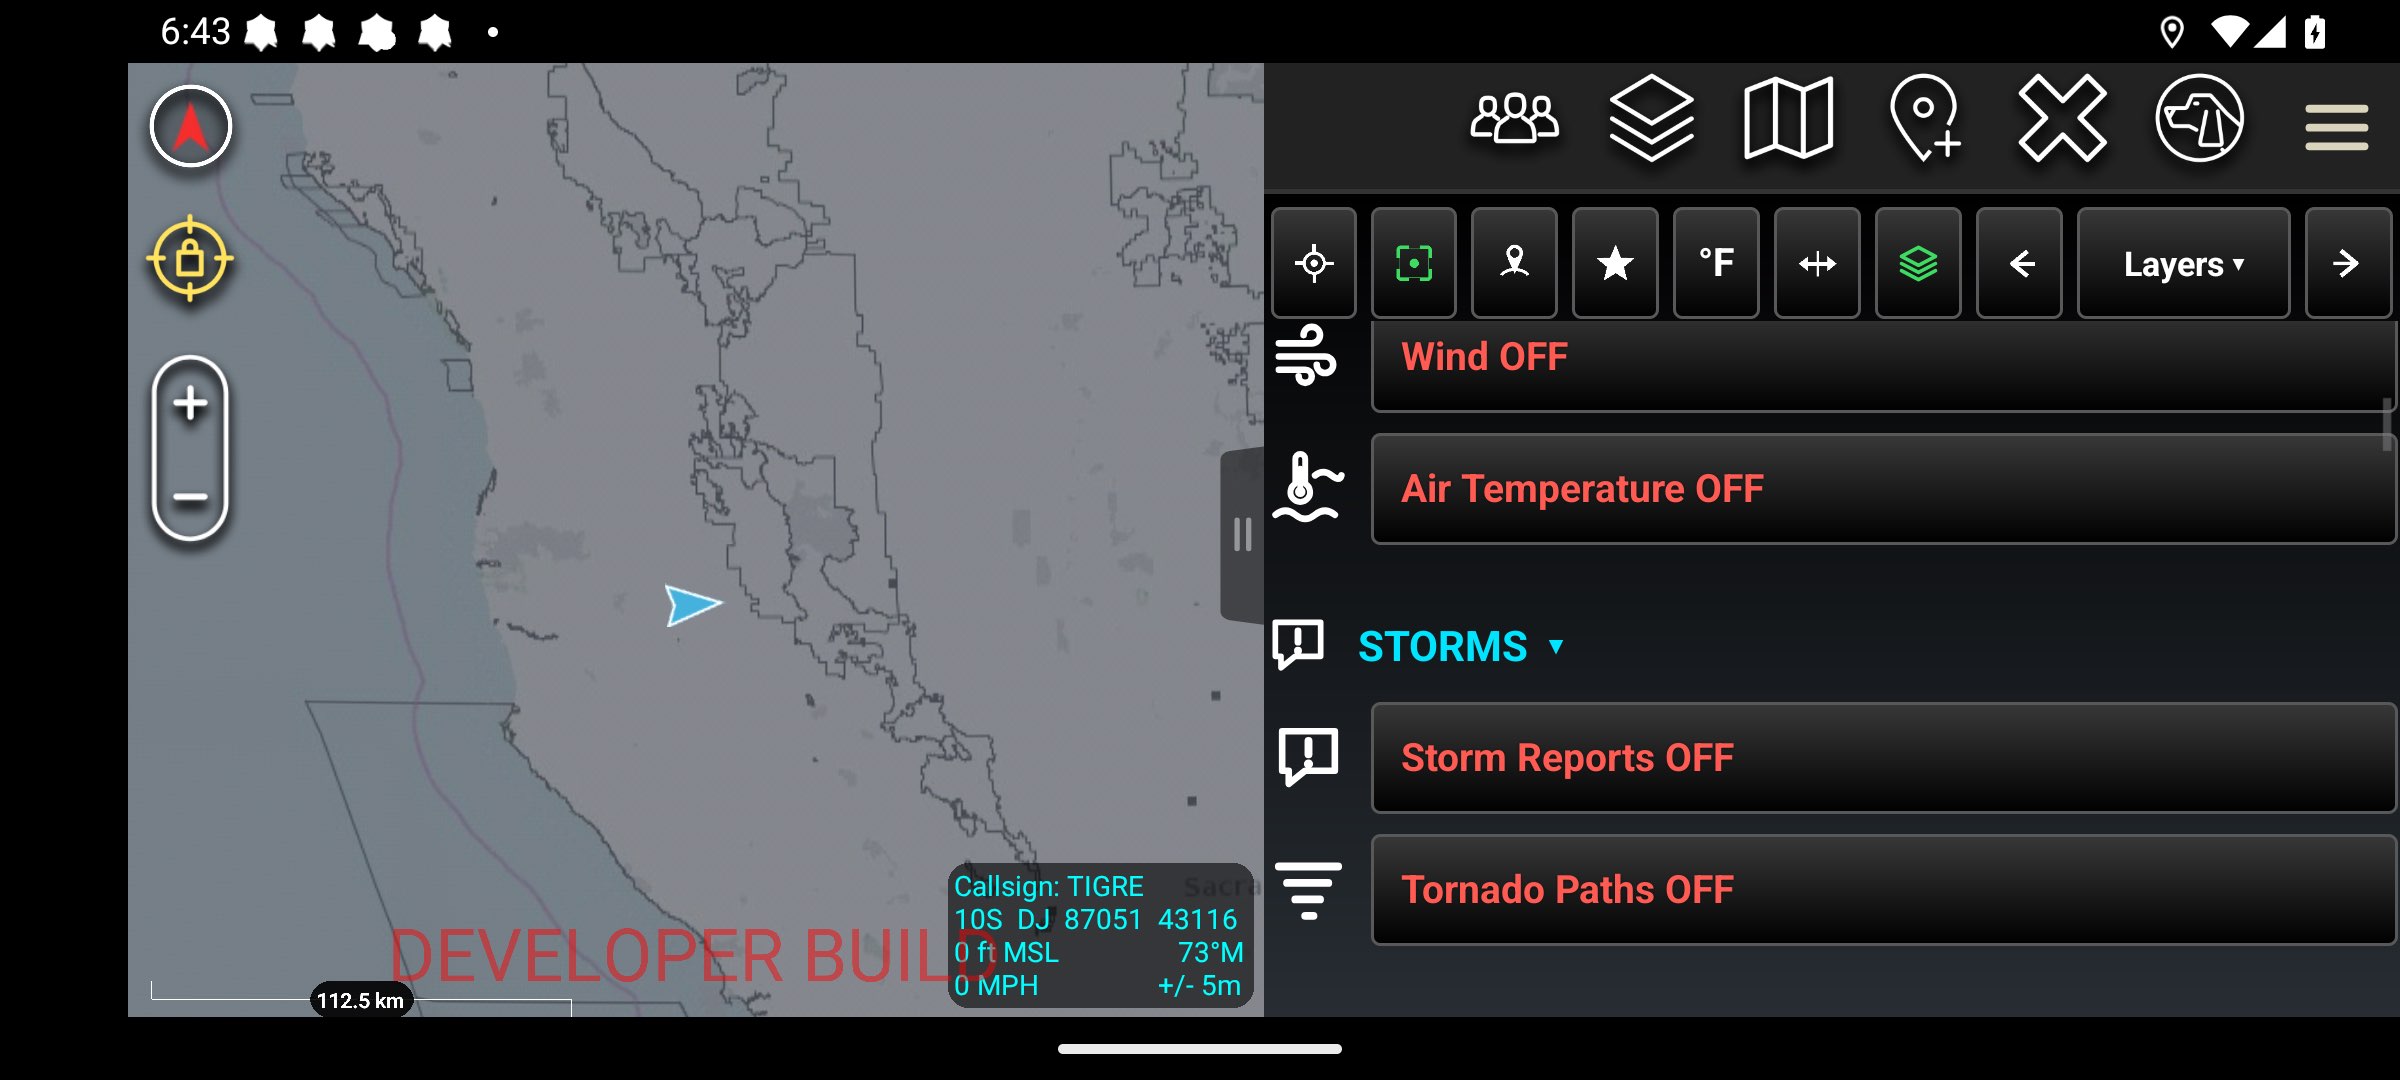 6:43
°F
Layers
Wind OFF
Air Temperature OFF
STORMS
Storm Reports OFF
Tornado Paths OFF
Sacra
Callsign: TIGRE
10S DJ 87051 43116
0 ft MSL 73°M
0 MPH +/- 5m
DEVELOPER BUILD
112.5 km